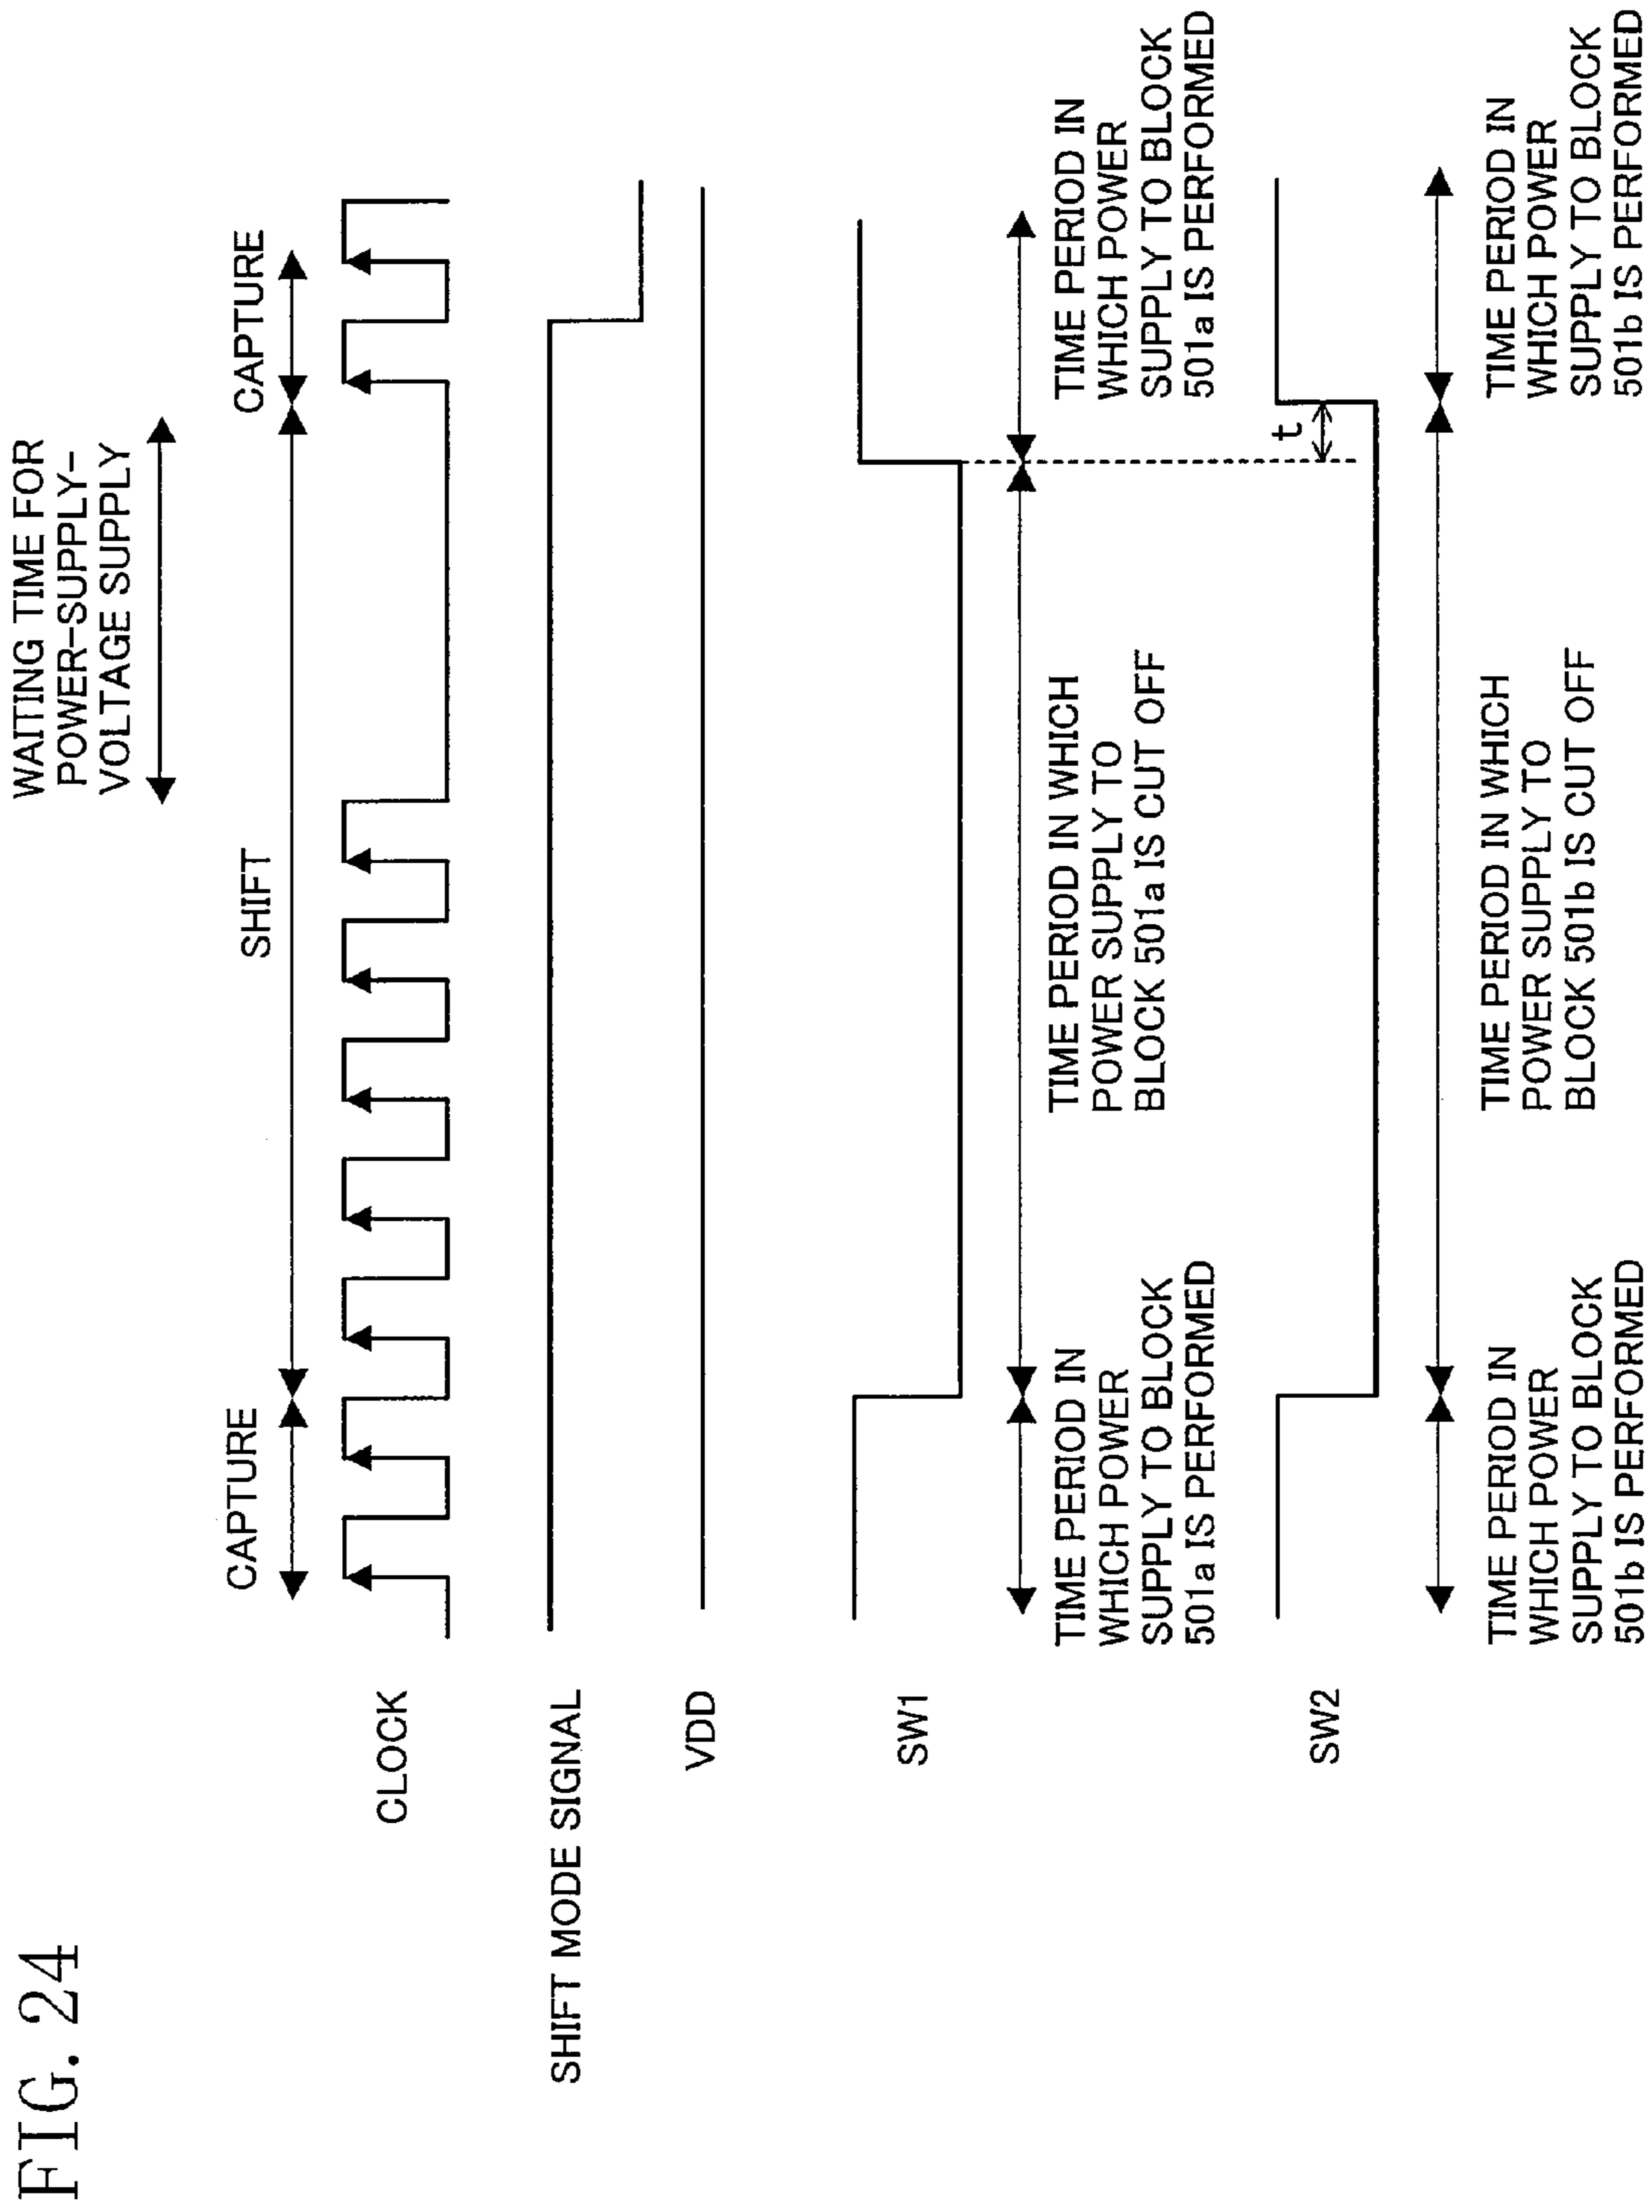 FIG. 24
WAITING TIME FOR
POWER-SUPPLY-
VOLTAGE SUPPLY
CAPTURE
SHIFT
CAPTURE
CLOCK
SHIFT MODE SIGNAL
VDD
SW1
TIME PERIOD IN
WHICH POWER
SUPPLY TO BLOCK
501a IS PERFORMED
TIME PERIOD IN WHICH
POWER SUPPLY TO
BLOCK 501a IS CUT OFF
TIME PERIOD IN
WHICH POWER
SUPPLY TO BLOCK
501a IS PERFORMED
t
SW2
TIME PERIOD IN
WHICH POWER
SUPPLY TO BLOCK
501b IS PERFORMED
TIME PERIOD IN WHICH
POWER SUPPLY TO
BLOCK 501b IS CUT OFF
TIME PERIOD IN
WHICH POWER
SUPPLY TO BLOCK
501b IS PERFORMED